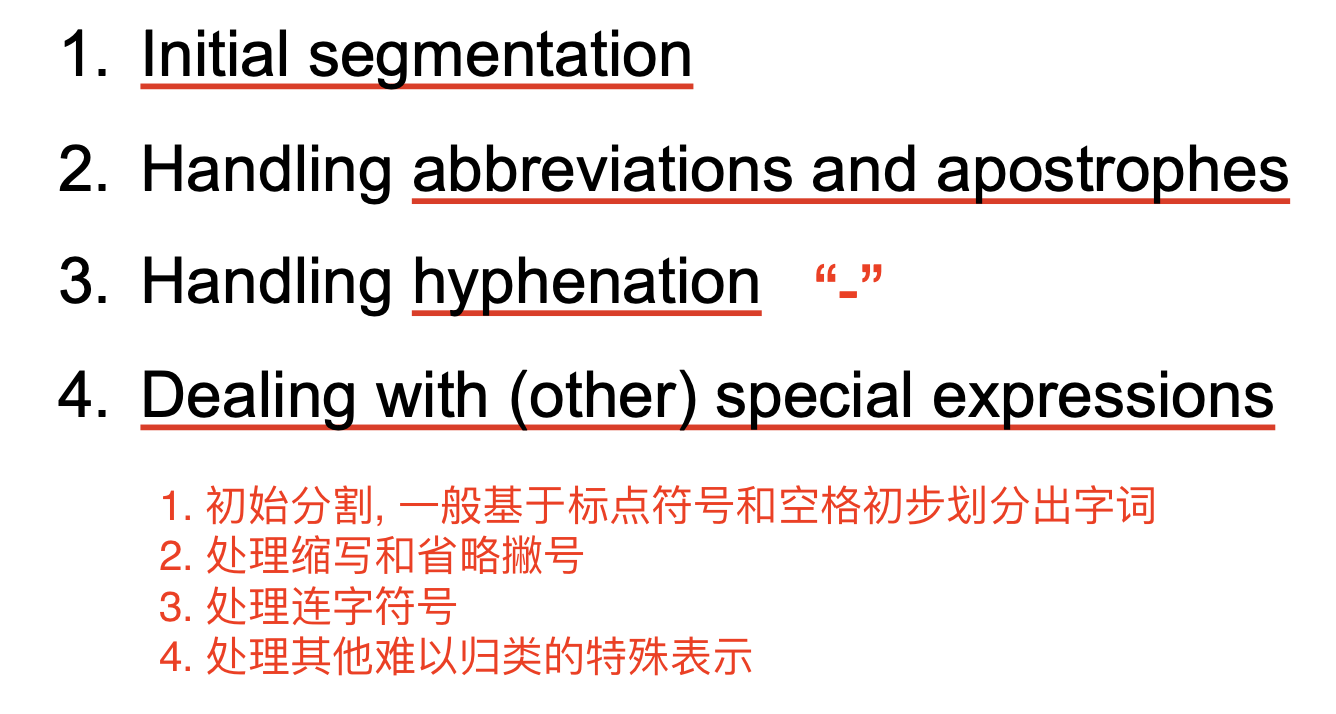 1. Initial segmentation
2. Handling abbreviations and apostrophes
3. Handling hyphenation “-”
4. Dealing with (other) special expressions
1. 初始分割, 一般基于标点符号和空格初步划分出字词
2. 处理缩写和省略撇号
3. 处理连字符号
4. 处理其他难以归类的特殊表示